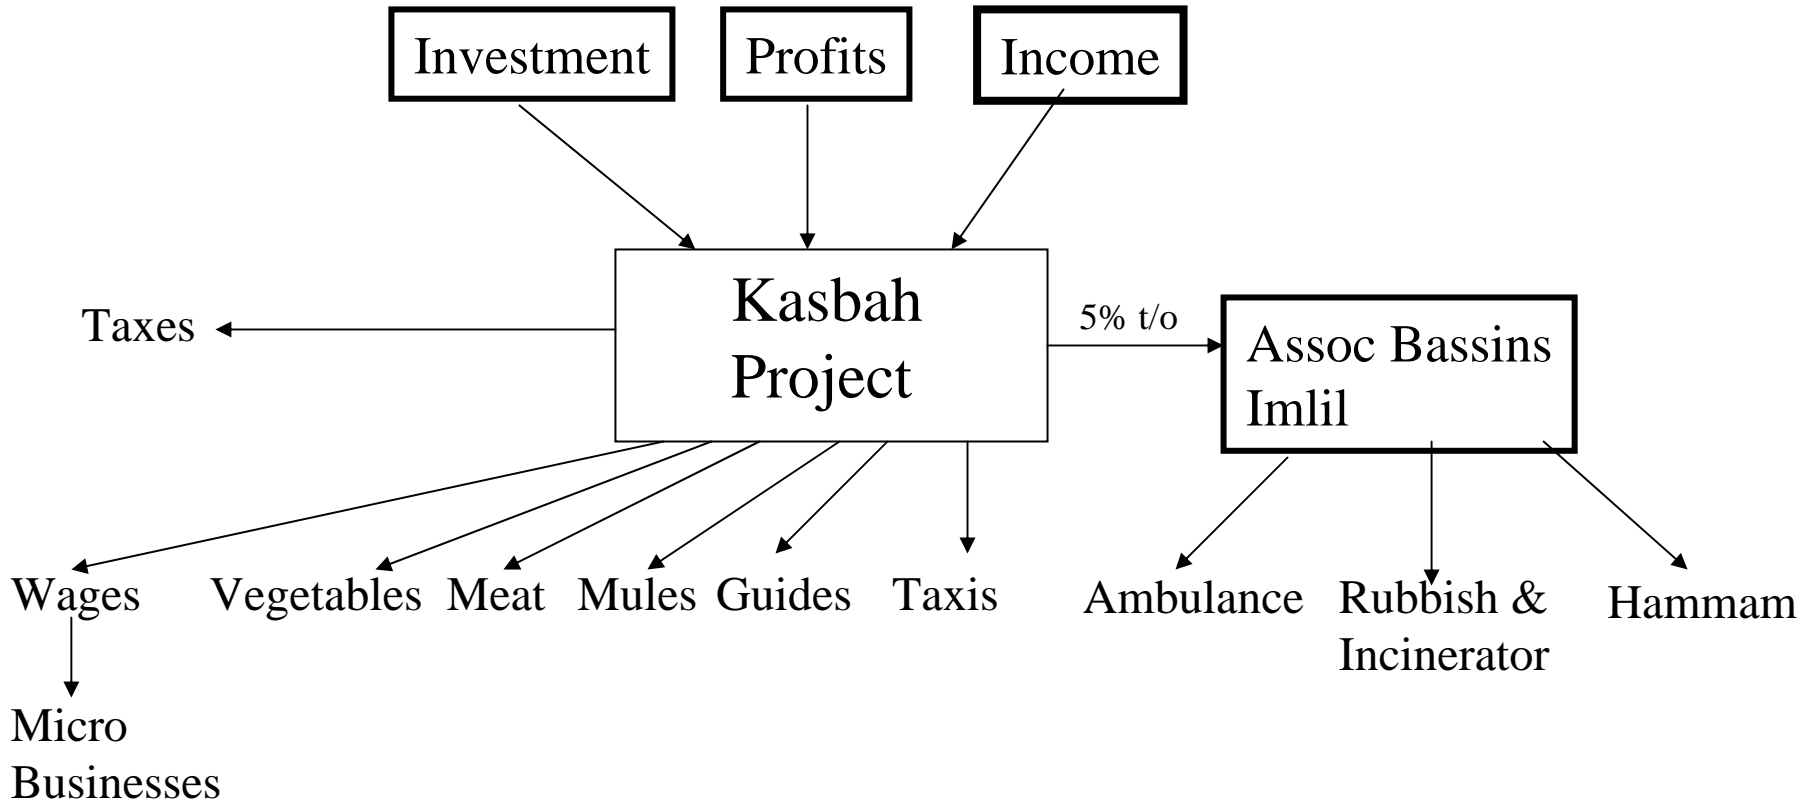 Investment
Profits
Income
Kasbah
Project
Taxes
5% t/o
Assoc Bassins
Imlil
Wages
Vegetables
Meat
Mules
Guides
Taxis
Ambulance
Rubbish &
Incinerator
Hammam
Micro
Businesses